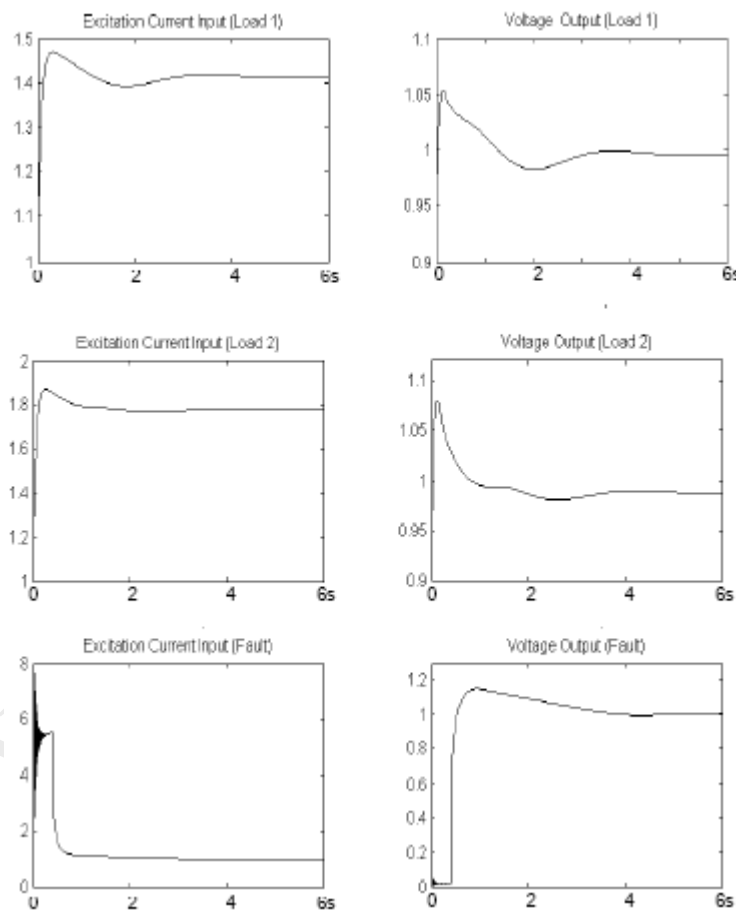 Excitation Current Input (Load 1)
1.5
1.4
1.3
1.2
1.1
1
0 2 4 6s
Voltage Output (Load 1)
1.1
1.05
1
0.95
0.9
0 2 4 6s
Excitation Current Input (Load 2)
2
1.8
1.6
1.4
1.2
1
0 2 4 6s
Voltage Output (Load 2)
1.1
1.05
1
0.95
0.9
0 2 4 6s
Excitation Current Input (Fault)
8
6
4
2
0
0 2 4 6s
Voltage Output (Fault)
1.2
1
0.8
0.6
0.4
0.2
0
0 2 4 6s